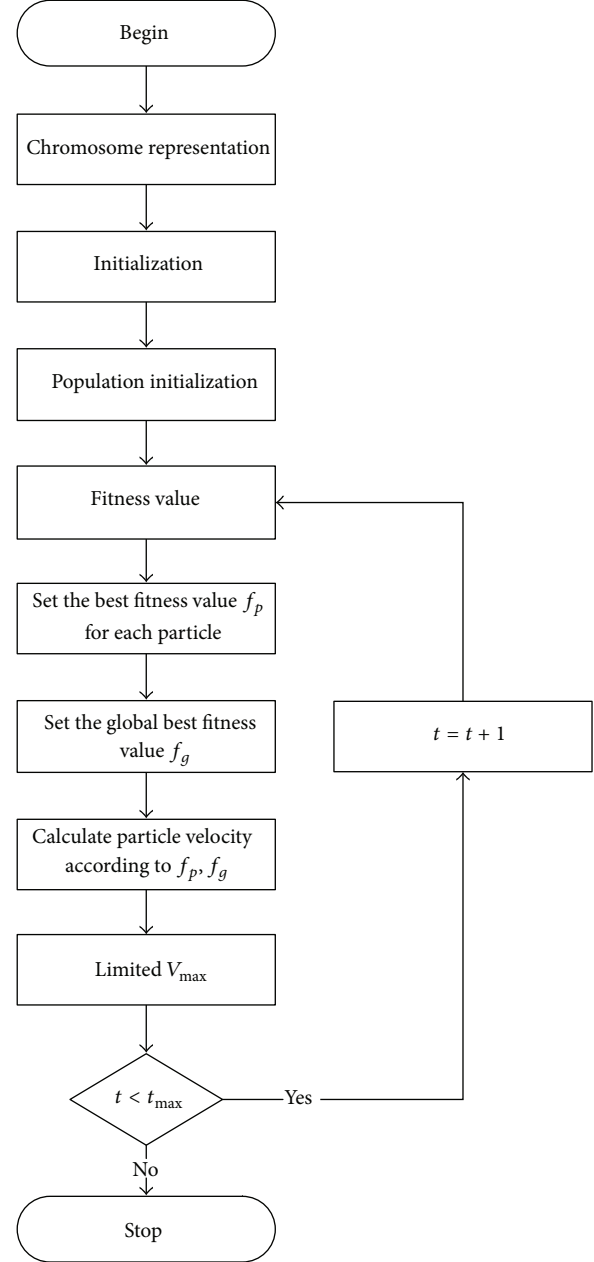 Begin
Chromosome representation
Initialization
Population initialization
Fitness value
Set the best fitness value f_p
for each particle
Set the global best fitness
value f_g
t = t + 1
Calculate particle velocity
according to f_p, f_g
Limited V_max
t < t_max
Yes
No
Stop